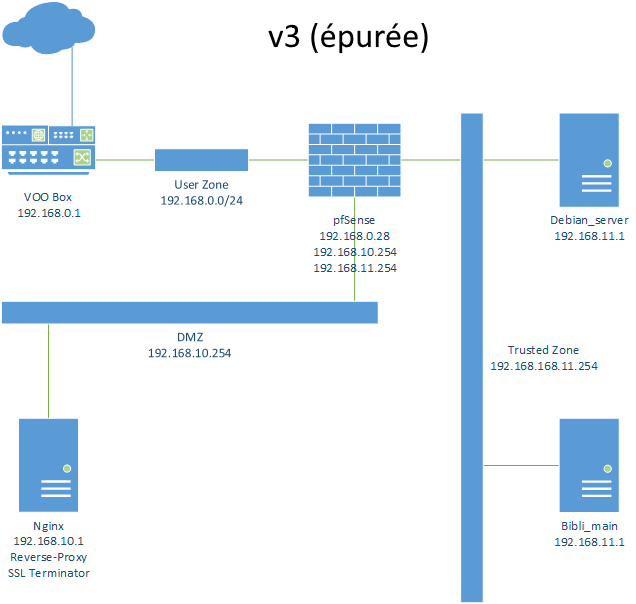 v3 (épurée)
VOO Box
192.168.0.1
User Zone
192.168.0.0/24
pfSense
192.168.0.28
192.168.10.254
192.168.11.254
Debian_server
192.168.11.1
DMZ
192.168.10.254
Trusted Zone
192.168.168.11.254
Nginx
192.168.10.1
Reverse-Proxy
SSL Terminator
Bibli_main
192.168.11.1